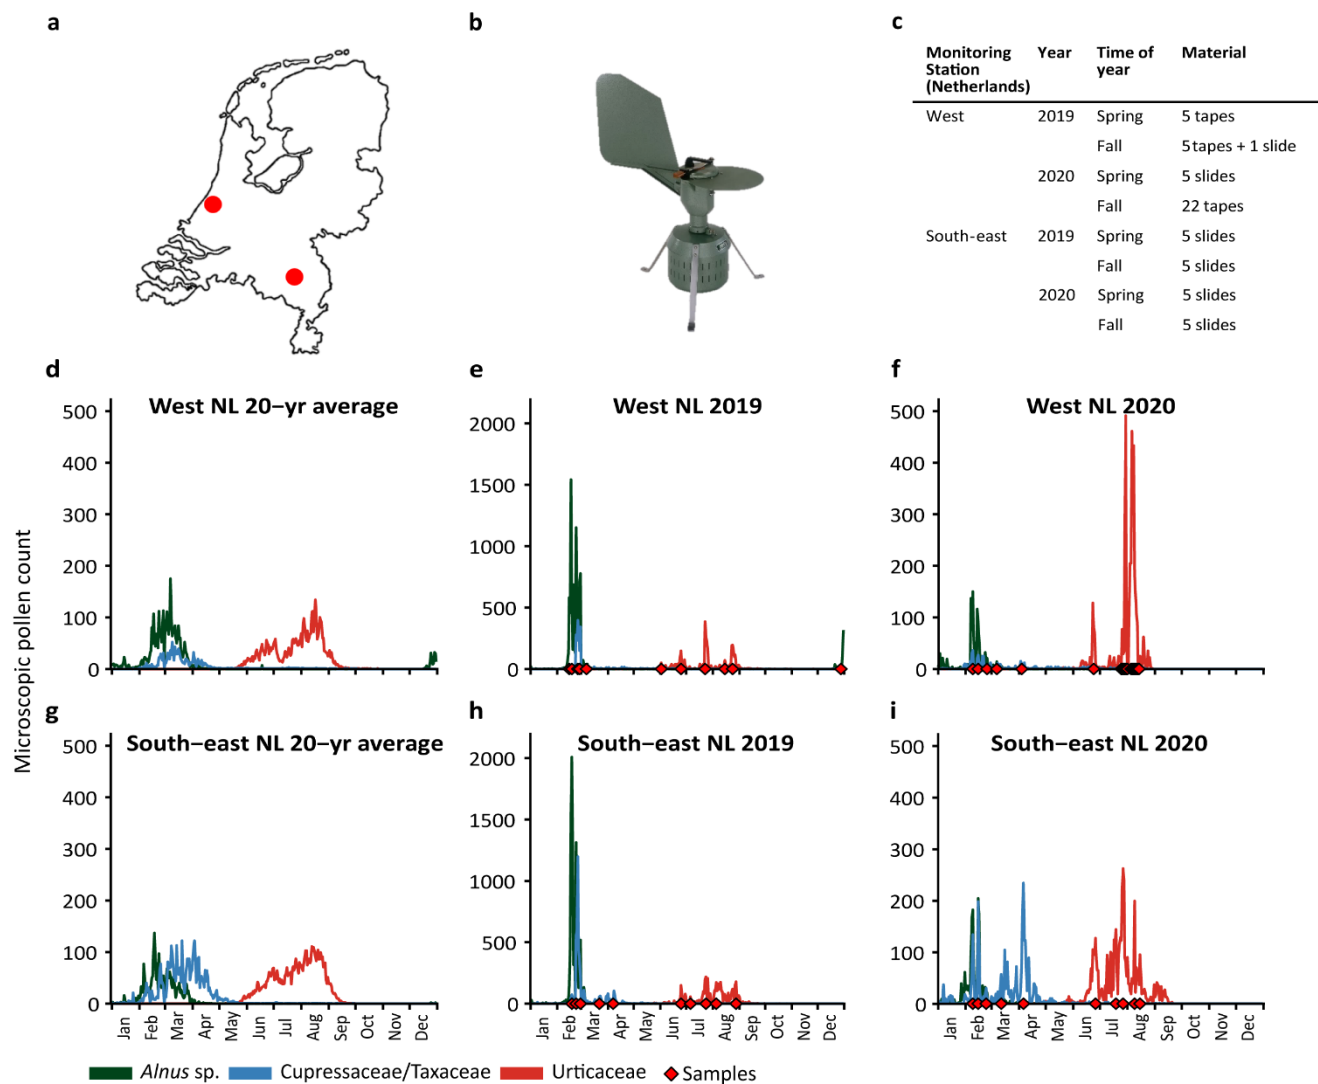 a
b
c
Monitoring Station (Netherlands) Year Time of year Material
West 2019 Spring 5 tapes
Fall 5 tapes + 1 slide
2020 Spring 5 slides
Fall 22 tapes
South-east 2019 Spring 5 slides
Fall 5 slides
2020 Spring 5 slides
Fall 5 slides
Microscopic pollen count
d
West NL 20−yr average
500
400
300
200
100
0
e
West NL 2019
2000
1500
1000
500
0
f
West NL 2020
500
400
300
200
100
0
g
South−east NL 20−yr average
500
400
300
200
100
0
Jan Feb Mar Apr May Jun Jul Aug Sep Oct Nov Dec
h
South−east NL 2019
2000
1500
1000
500
0
Jan Feb Mar Apr May Jun Jul Aug Sep Oct Nov Dec
i
South−east NL 2020
500
400
300
200
100
0
Jan Feb Mar Apr May Jun Jul Aug Sep Oct Nov Dec
Alnus sp. Cupressaceae/Taxaceae Urticaceae Samples